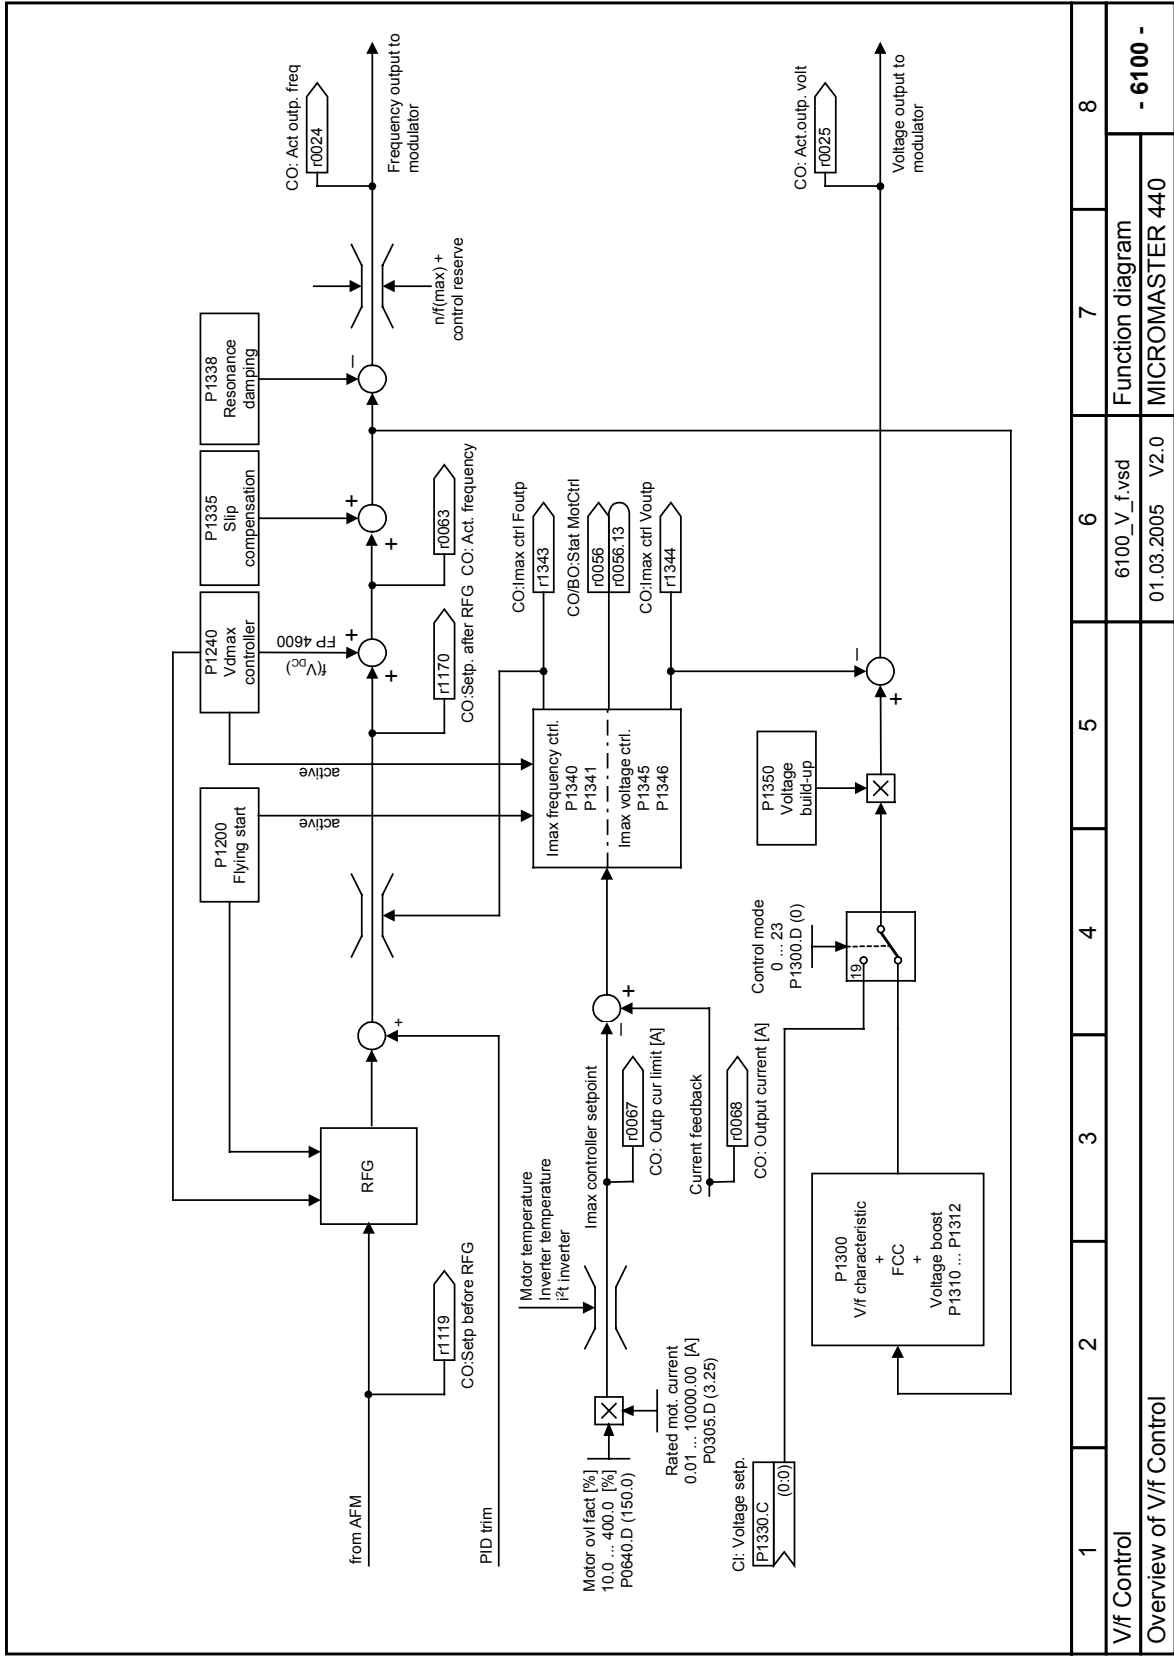 P1200
Flying start
P1240
Vdmax
controller
P1335
Slip
compensation
P1338
Resonance
damping
CO: Act outp. freq
r0024
Frequency output to
modulator
n/f(max) +
control reserve
active
active
f(VDC)
FP 4600
+
+
+
+
–
+
from AFM
r1119
CO:Setp before RFG
RFG
PID trim
r1170
CO:Setp. after RFG
r0063
CO: Act. frequency
Motor temperature
Inverter temperature
i²t inverter
Motor ovl fact [%]
10.0 ... 400.0 [%]
P0640.D (150.0)
Rated mot. current
0.01 ... 10000.00 [A]
P0305.D (3.25)
Imax controller setpoint
r0067
CO: Outp cur limit [A]
Current feedback
r0068
CO: Output current [A]
–
+
Imax frequency ctrl.
P1340
P1341
Imax voltage ctrl.
P1345
P1346
CO:Imax ctrl Foutp
r1343
CO/BO:Stat MotCtrl
r0056
r0056.13
CO:Imax ctrl Voutp
r1344
CI: Voltage setp.
P1330.C
(0:0)
P1300
V/f characteristic
+
FCC
+
Voltage boost
P1310 ... P1312
Control mode
0 ... 23
P1300.D (0)
19
P1350
Voltage
build-up
+
–
CO: Act.outp. volt
r0025
Voltage output to
modulator
1 2 3 4 5 6 7 8
V/f Control
Overview of V/f Control
6100_V_f.vsd
01.03.2005 V2.0
Function diagram
MICROMASTER 440
- 6100 -